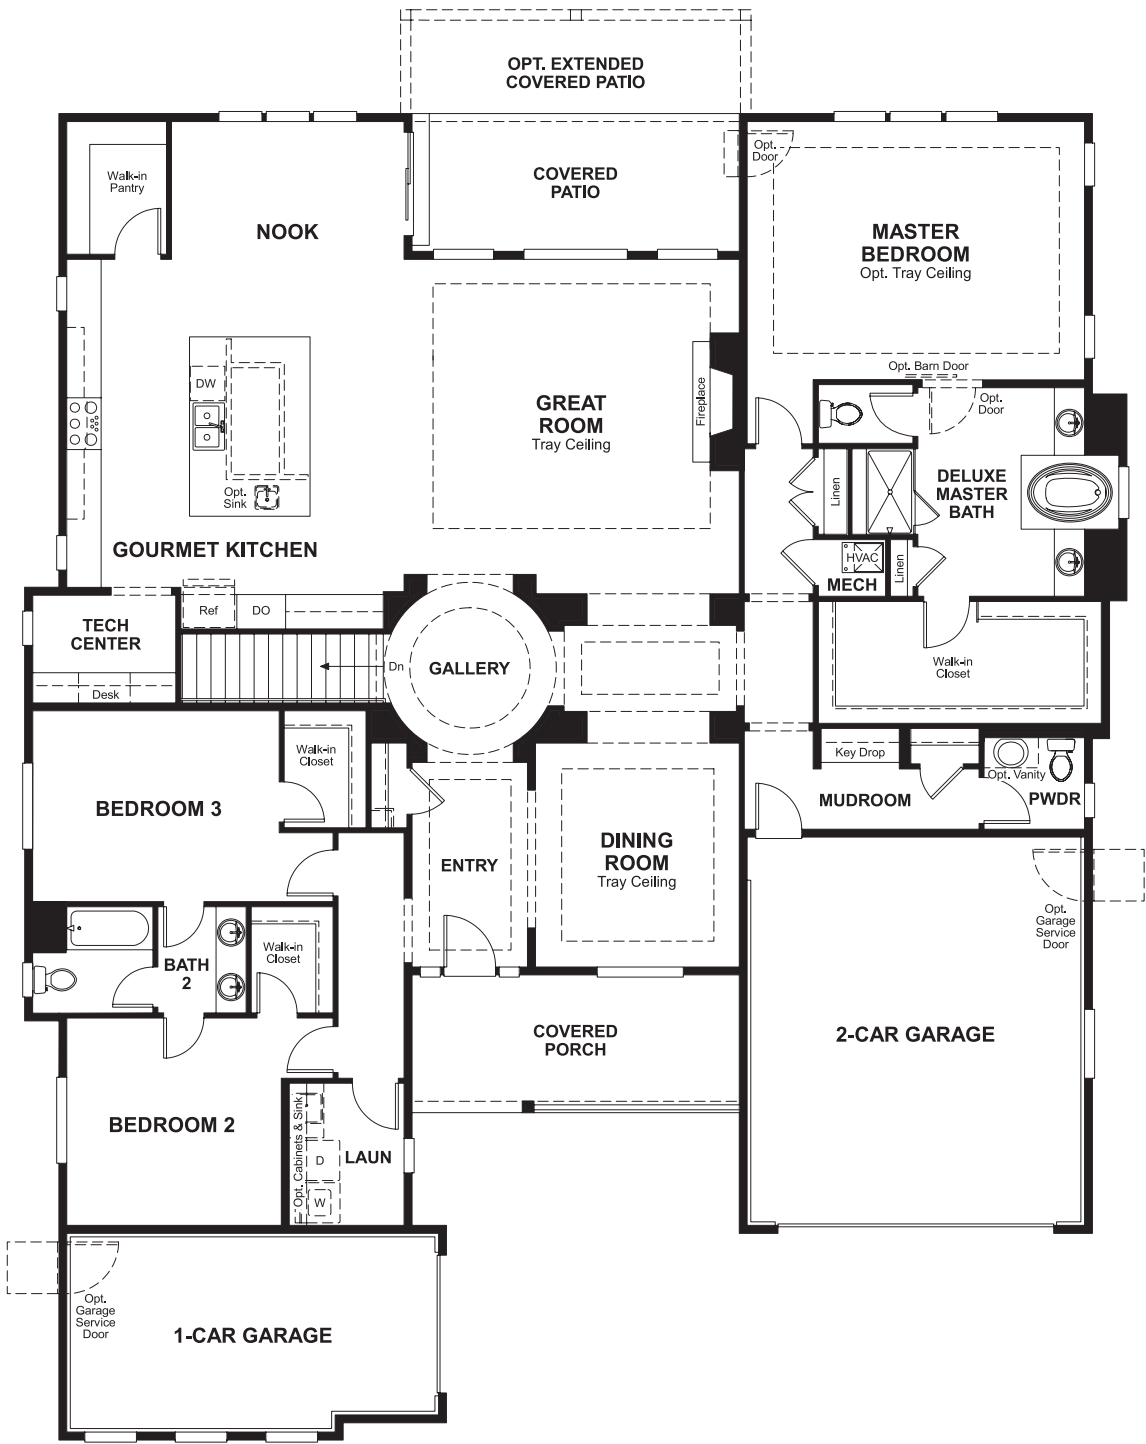 OPT. EXTENDED
COVERED PATIO
Walk-in
Pantry
NOOK
COVERED
PATIO
Opt.
Door
MASTER
BEDROOM
Opt. Tray Ceiling
DW
Opt.
Sink
GOURMET KITCHEN
GREAT
ROOM
Tray Ceiling
Fireplace
Opt. Barn Door
Opt.
Door
Linen
DELUXE
MASTER
BATH
HVAC
MECH
Linen
TECH
CENTER
Desk
Ref
DO
Dn
GALLERY
Walk-in
Closet
Walk-in
Closet
Key Drop
Opt. Vanity
MUDROOM
PWDR
BEDROOM 3
ENTRY
DINING
ROOM
Tray Ceiling
Opt.
Garage
Service
Door
BATH
2
Walk-in
Closet
COVERED
PORCH
2-CAR GARAGE
BEDROOM 2
Opt. Cabinets & Sink
D
W
LAUN
Opt.
Garage
Service
Door
1-CAR GARAGE